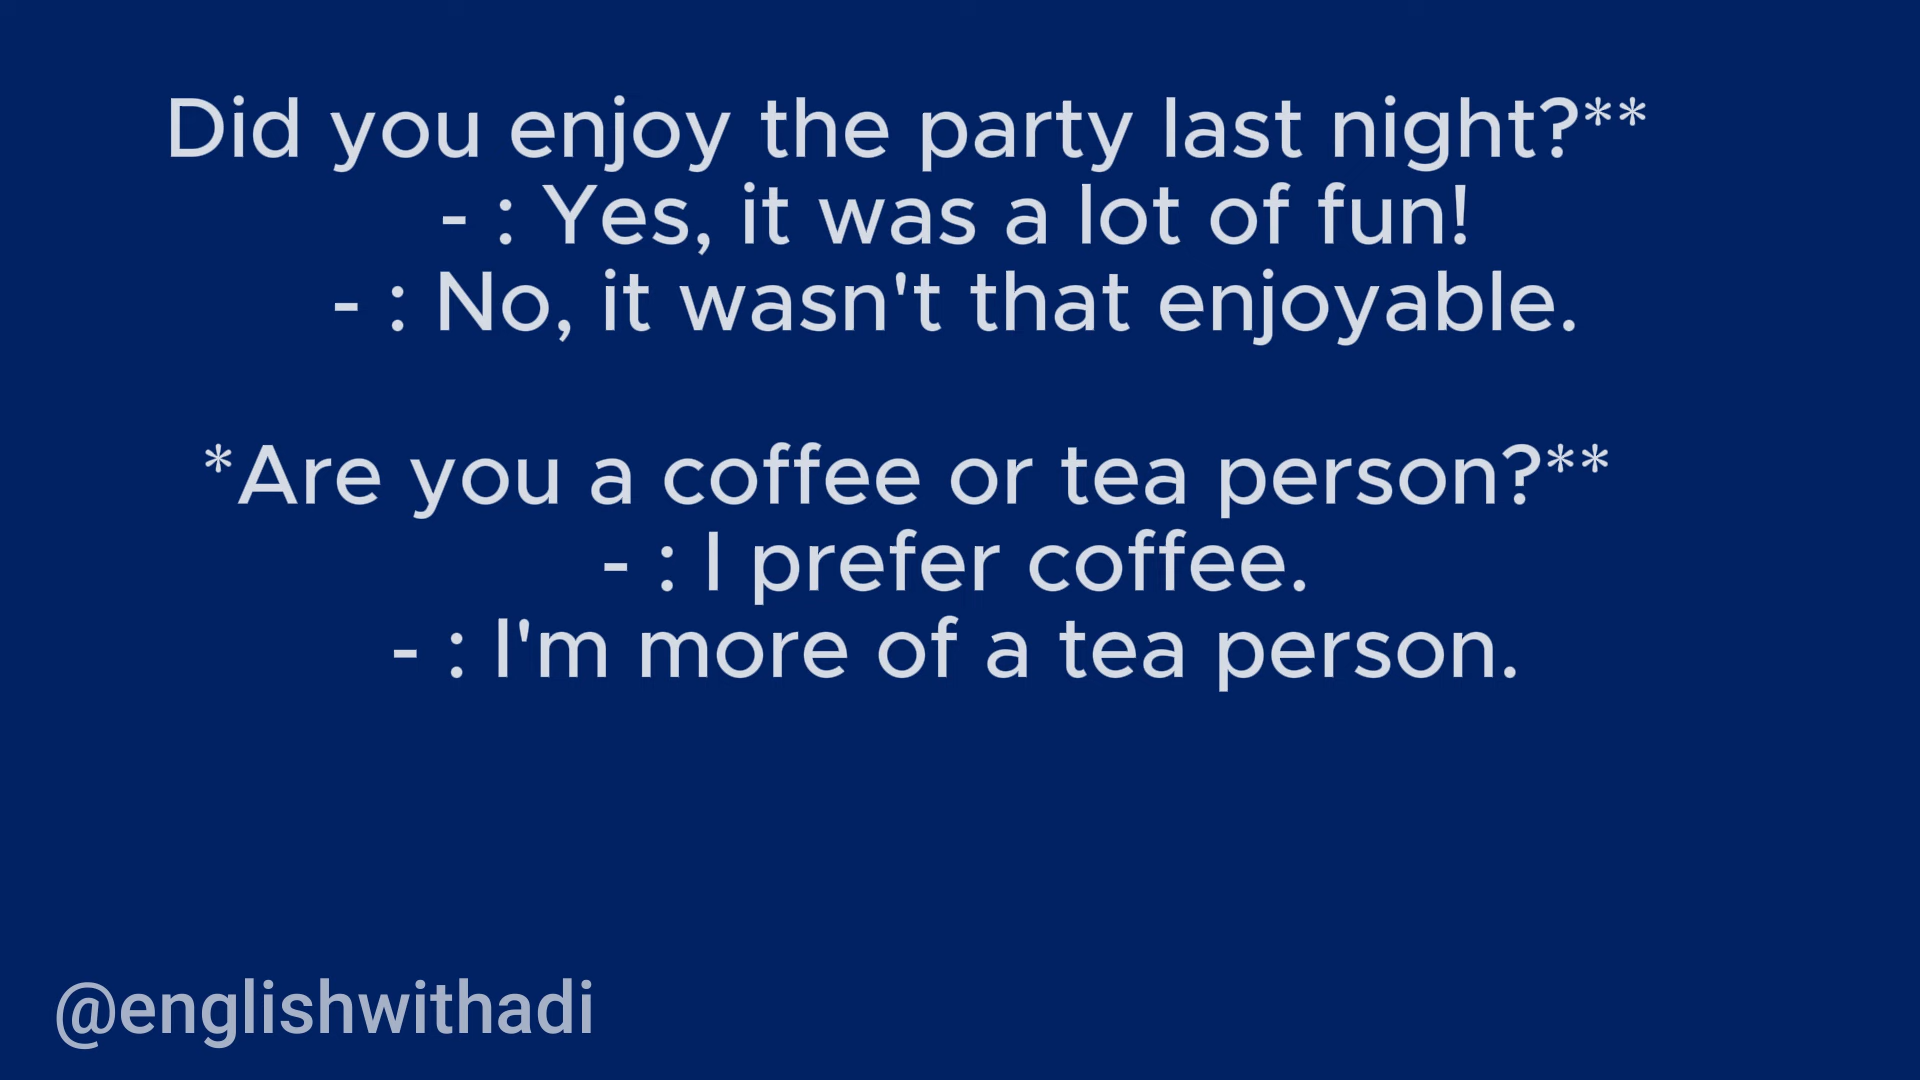 Did you enjoy the party last night?**
- : Yes, it was a lot of fun!
- : No, it wasn't that enjoyable.
*Are you a coffee or tea person?**
- : I prefer coffee.
- : I'm more of a tea person.
@englishwithadi